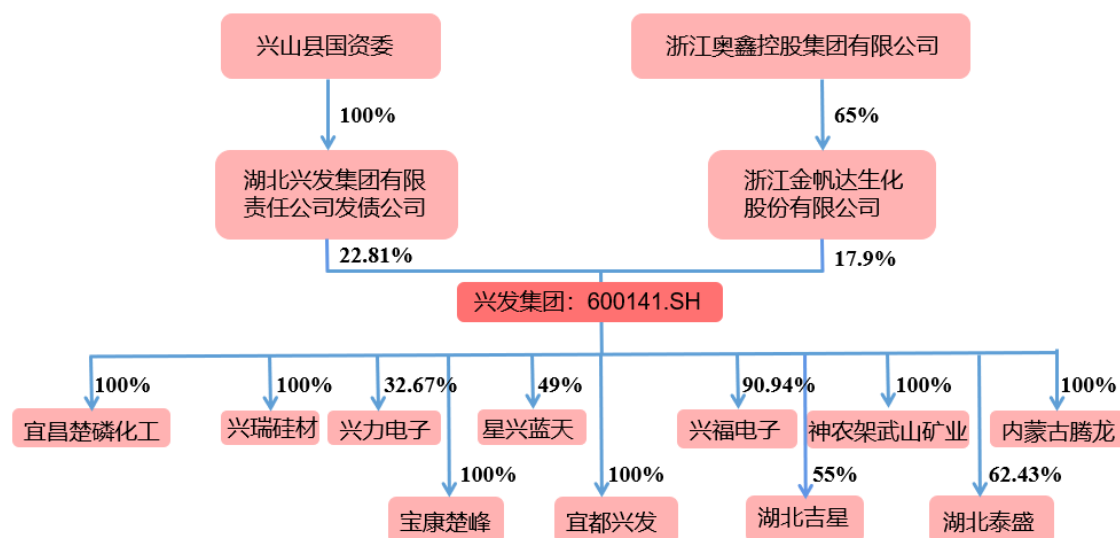 兴山县国资委
浙江奥鑫控股集团有限公司
100%
65%
湖北兴发集团有限
责任公司发债公司
浙江金帆达生化
股份有限公司
22.81%
17.9%
兴发集团：600141.SH
100%
100%
32.67%
49%
90.94%
100%
100%
宜昌楚磷化工
兴瑞硅材
兴力电子
星兴蓝天
兴福电子
神农架武山矿业
内蒙古腾龙
100%
100%
55%
62.43%
宝康楚峰
宜都兴发
湖北吉星
湖北泰盛